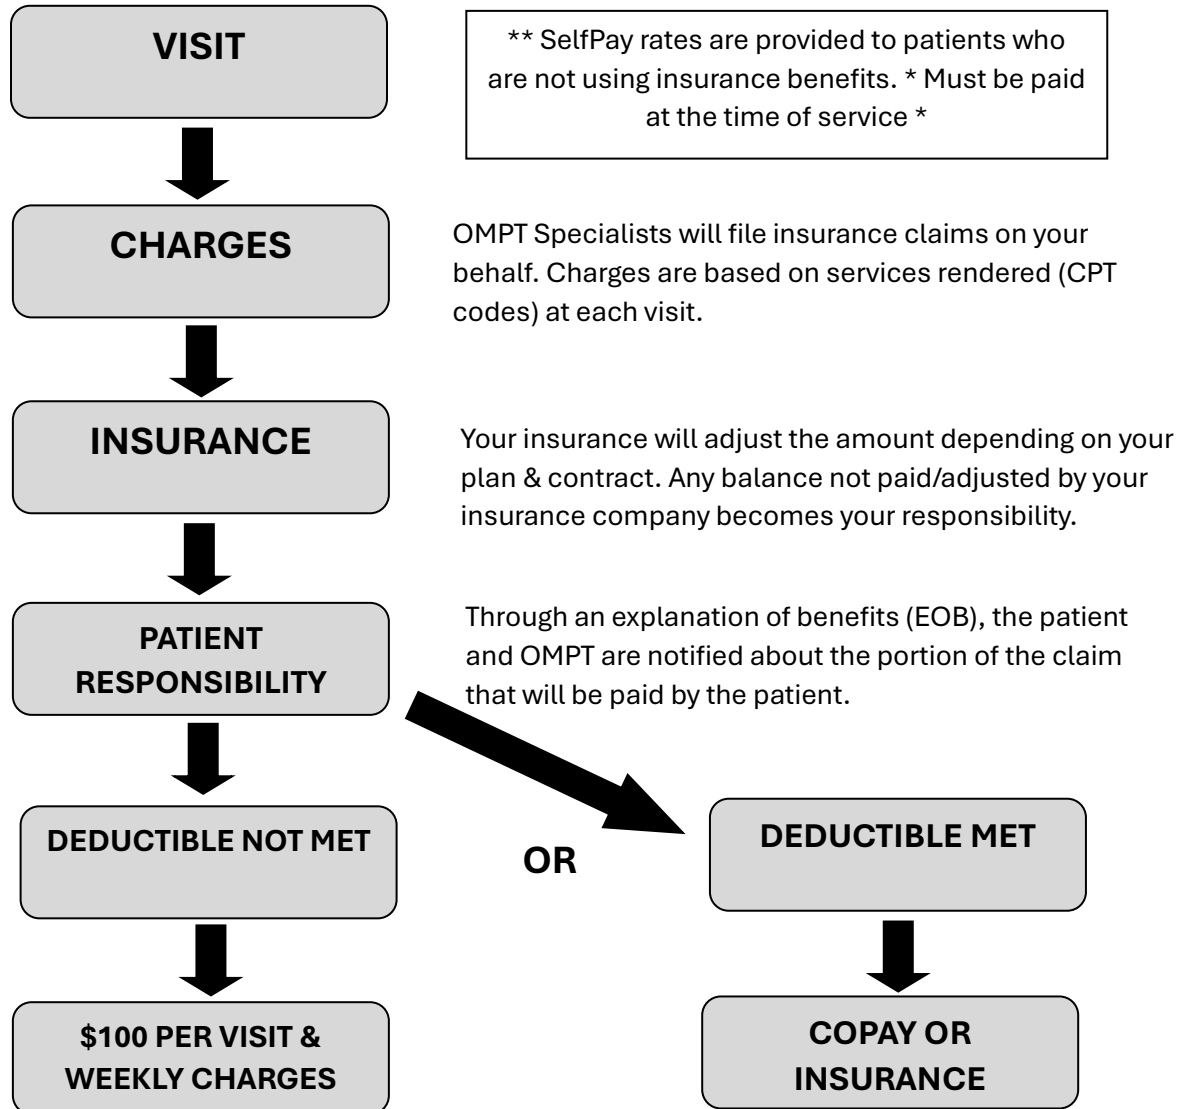 VISIT
** SelfPay rates are provided to patients who
are not using insurance benefits. * Must be paid
at the time of service *
CHARGES
OMPT Specialists will file insurance claims on your
behalf. Charges are based on services rendered (CPT
codes) at each visit.
INSURANCE
Your insurance will adjust the amount depending on your
plan & contract. Any balance not paid/adjusted by your
insurance company becomes your responsibility.
PATIENT
RESPONSIBILITY
Through an explanation of benefits (EOB), the patient
and OMPT are notified about the portion of the claim
that will be paid by the patient.
DEDUCTIBLE NOT MET
OR
DEDUCTIBLE MET
$100 PER VISIT &
WEEKLY CHARGES
COPAY OR
INSURANCE